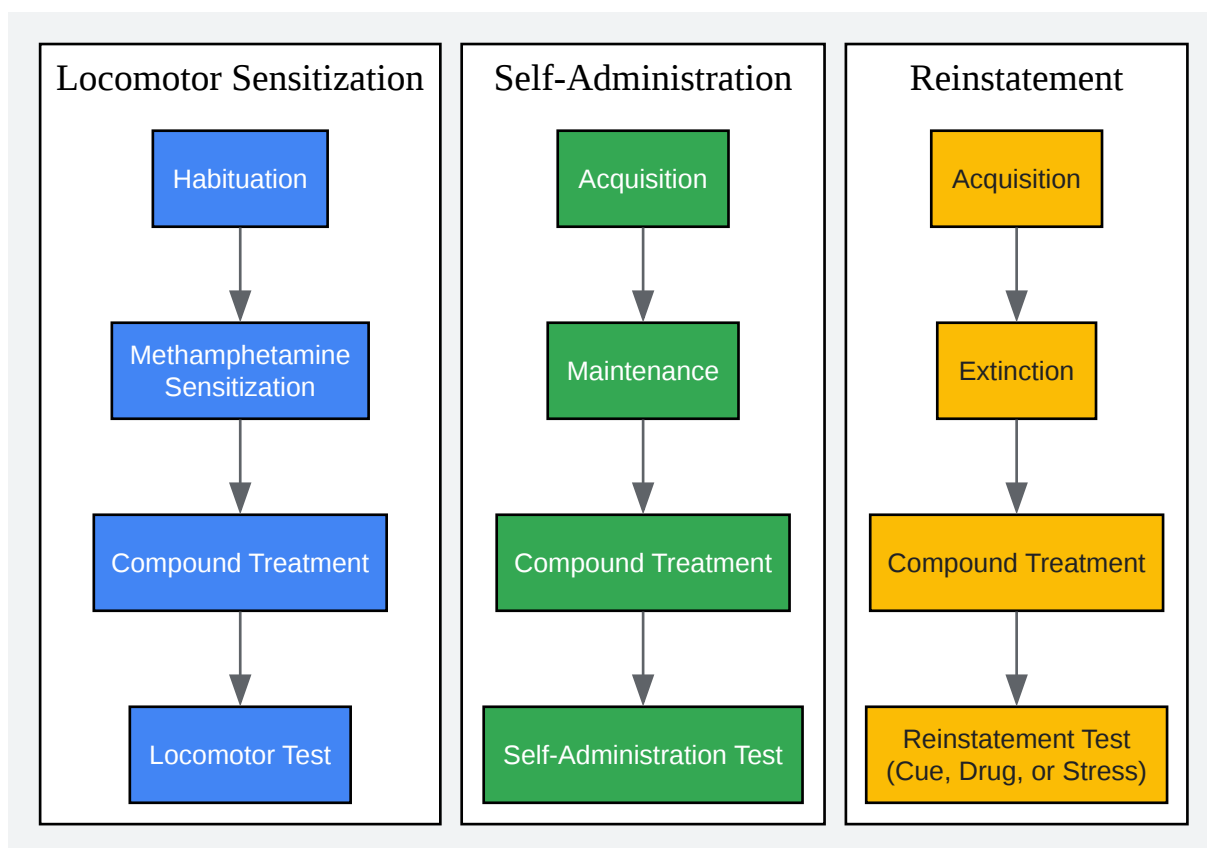 Locomotor Sensitization
Habituation
Methamphetamine
Sensitization
Compound Treatment
Locomotor Test
Self-Administration
Acquisition
Maintenance
Compound Treatment
Self-Administration Test
Reinstatement
Acquisition
Extinction
Compound Treatment
Reinstatement Test
(Cue, Drug, or Stress)